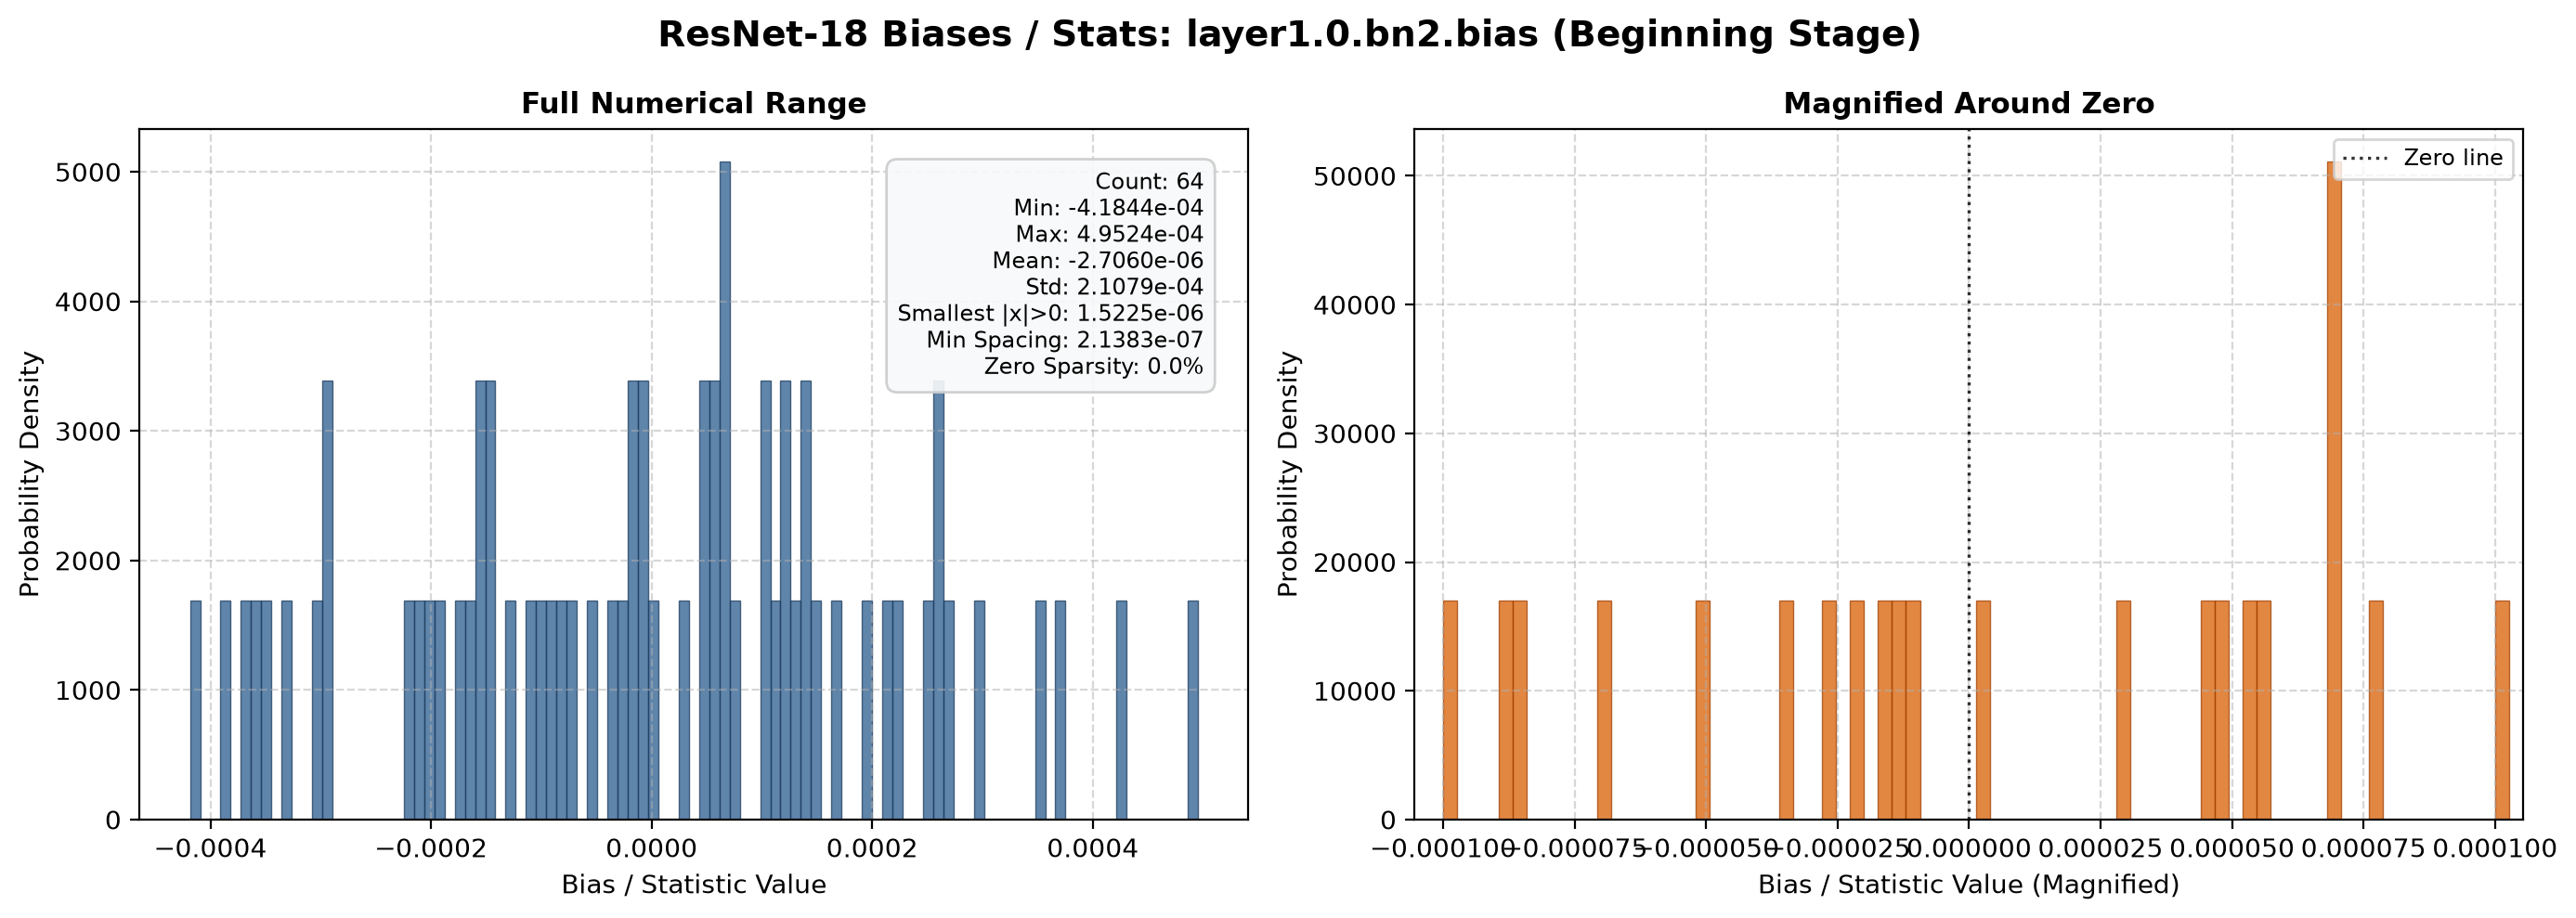 ResNet-18 Biases / Stats: layer1.0.bn2.bias (Beginning Stage)
Full Numerical Range
Probability Density
5000
4000
3000
2000
1000
0
Count: 64
Min: -4.1844e-04
Max: 4.9524e-04
Mean: -2.7060e-06
Std: 2.1079e-04
Smallest |x|>0: 1.5225e-06
Min Spacing: 2.1383e-07
Zero Sparsity: 0.0%
−0.0004 −0.0002 0.0000 0.0002 0.0004
Bias / Statistic Value
Magnified Around Zero
Probability Density
50000
40000
30000
20000
10000
0
Zero line
−0.000100 −0.000075 −0.000050 −0.000025 0.000000 0.000025 0.000050 0.000075 0.000100
Bias / Statistic Value (Magnified)